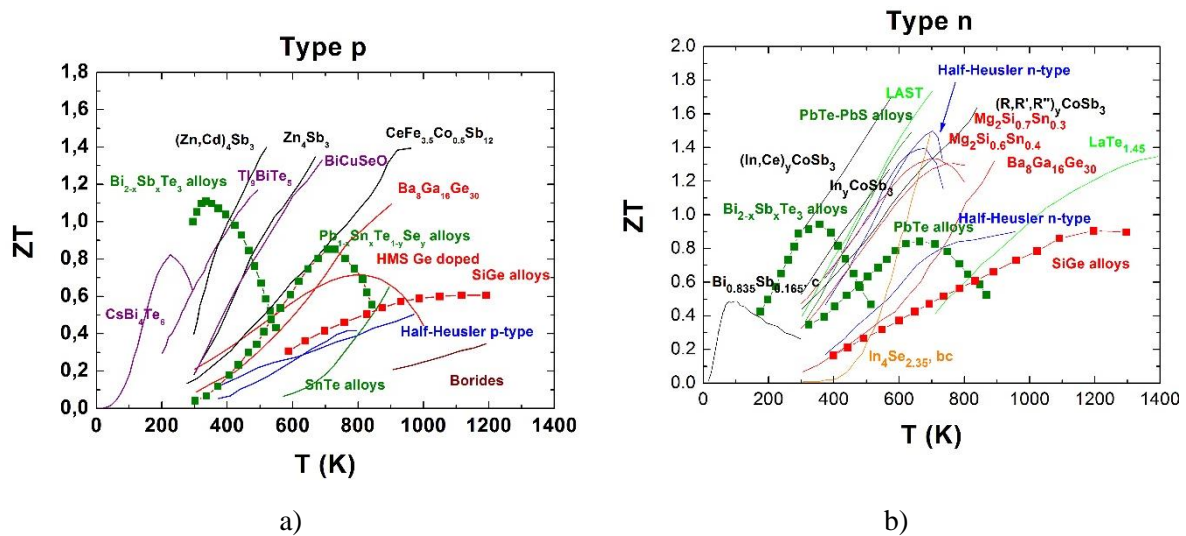 Type p
1,8
1,6
1,4
1,2
1,0
0,8
0,6
0,4
0,2
0,0
ZT
(Zn,Cd)₄Sb₃
Zn₄Sb₃
CeFe₃.₅Co₀.₅Sb₁₂
BiCuSeO
Tl₉BiTe₅
Bi₂₋ₓSbₓTe₃ alloys
Ba₈Ga₁₆Ge₃₀
Pb₁₋ₓSnₓTe₁₋ySey alloys
HMS Ge doped
SiGe alloys
CsBi₄Te₆
Half-Heusler p-type
SnTe alloys
Borides
0 200 400 600 800 1000 1200 1400
T (K)
a)
Type n
2.0
1.8
1.6
1.4
1.2
1.0
0.8
0.6
0.4
0.2
0.0
ZT
Half-Heusler n-type
LAST
(R,R',R'')yCoSb₃
PbTe-PbS alloys
Mg₂Si₀.₇Sn₀.₃
Mg₂Si₀.₆Sn₀.₄
LaTe₁.₄₅
(In,Ce)yCoSb₃
Ba₈Ga₁₆Ge₃₀
InyCoSb₃
Bi₂₋ₓSbₓTe₃ alloys
Half-Heusler n-type
PbTe alloys
SiGe alloys
Bi₀.₈₃₅Sb₀.₁₆₅, c
In₄Se₂.₃₅, bc
0 200 400 600 800 1000 1200 1400
T (K)
b)